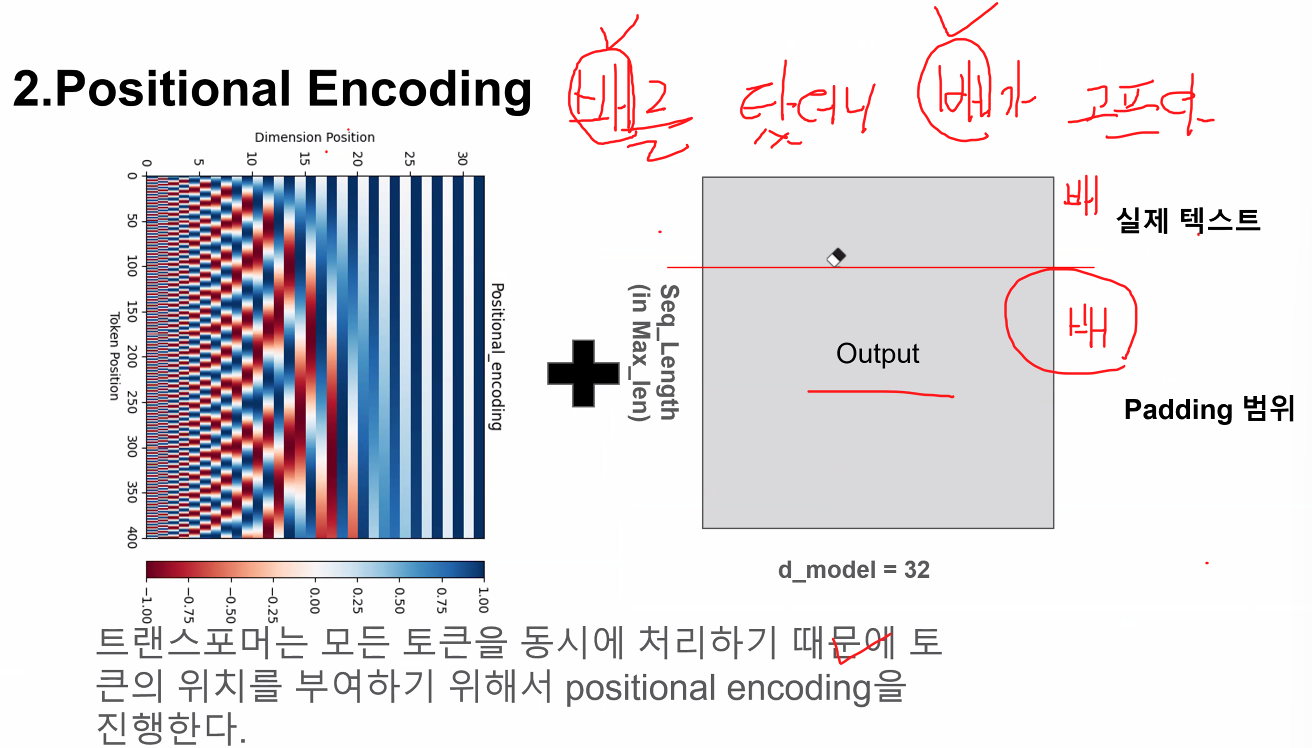 2.Positional Encoding
배를 탓더니 배가 고프다
Dimension Position
0 5 10 15 20 25 30
0
50
100
150
200
250
300
350
400
Token Position
Positional_encoding
-1.00 -0.75 -0.50 -0.25 0.00 0.25 0.50 0.75 1.00
Seq_Length
(in Max_len)
Output
배
실제 텍스트
배
Padding 범위
d_model = 32
트랜스포머는 모든 토큰을 동시에 처리하기 때문에 토
큰의 위치를 부여하기 위해서 positional encoding을
진행한다.